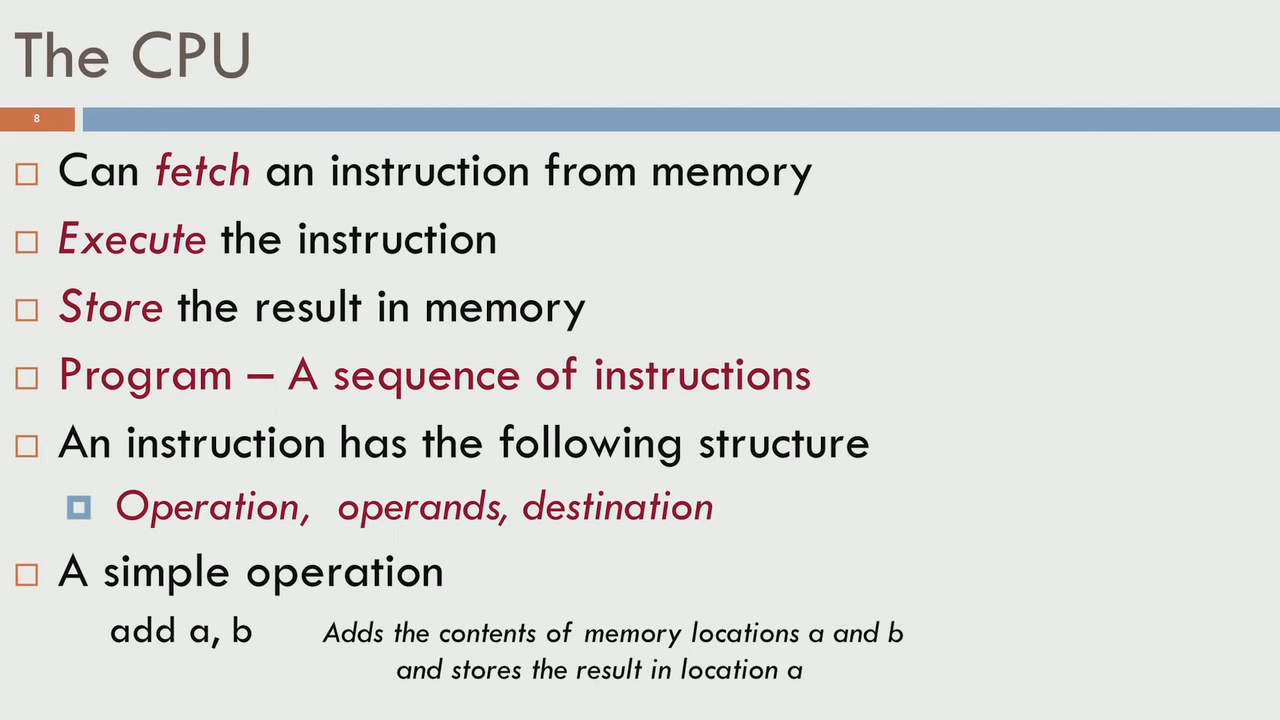 The CPU
8
Can fetch an instruction from memory
Execute the instruction
Store the result in memory
Program – A sequence of instructions
An instruction has the following structure
Operation, operands, destination
A simple operation
add a, b Adds the contents of memory locations a and b
and stores the result in location a